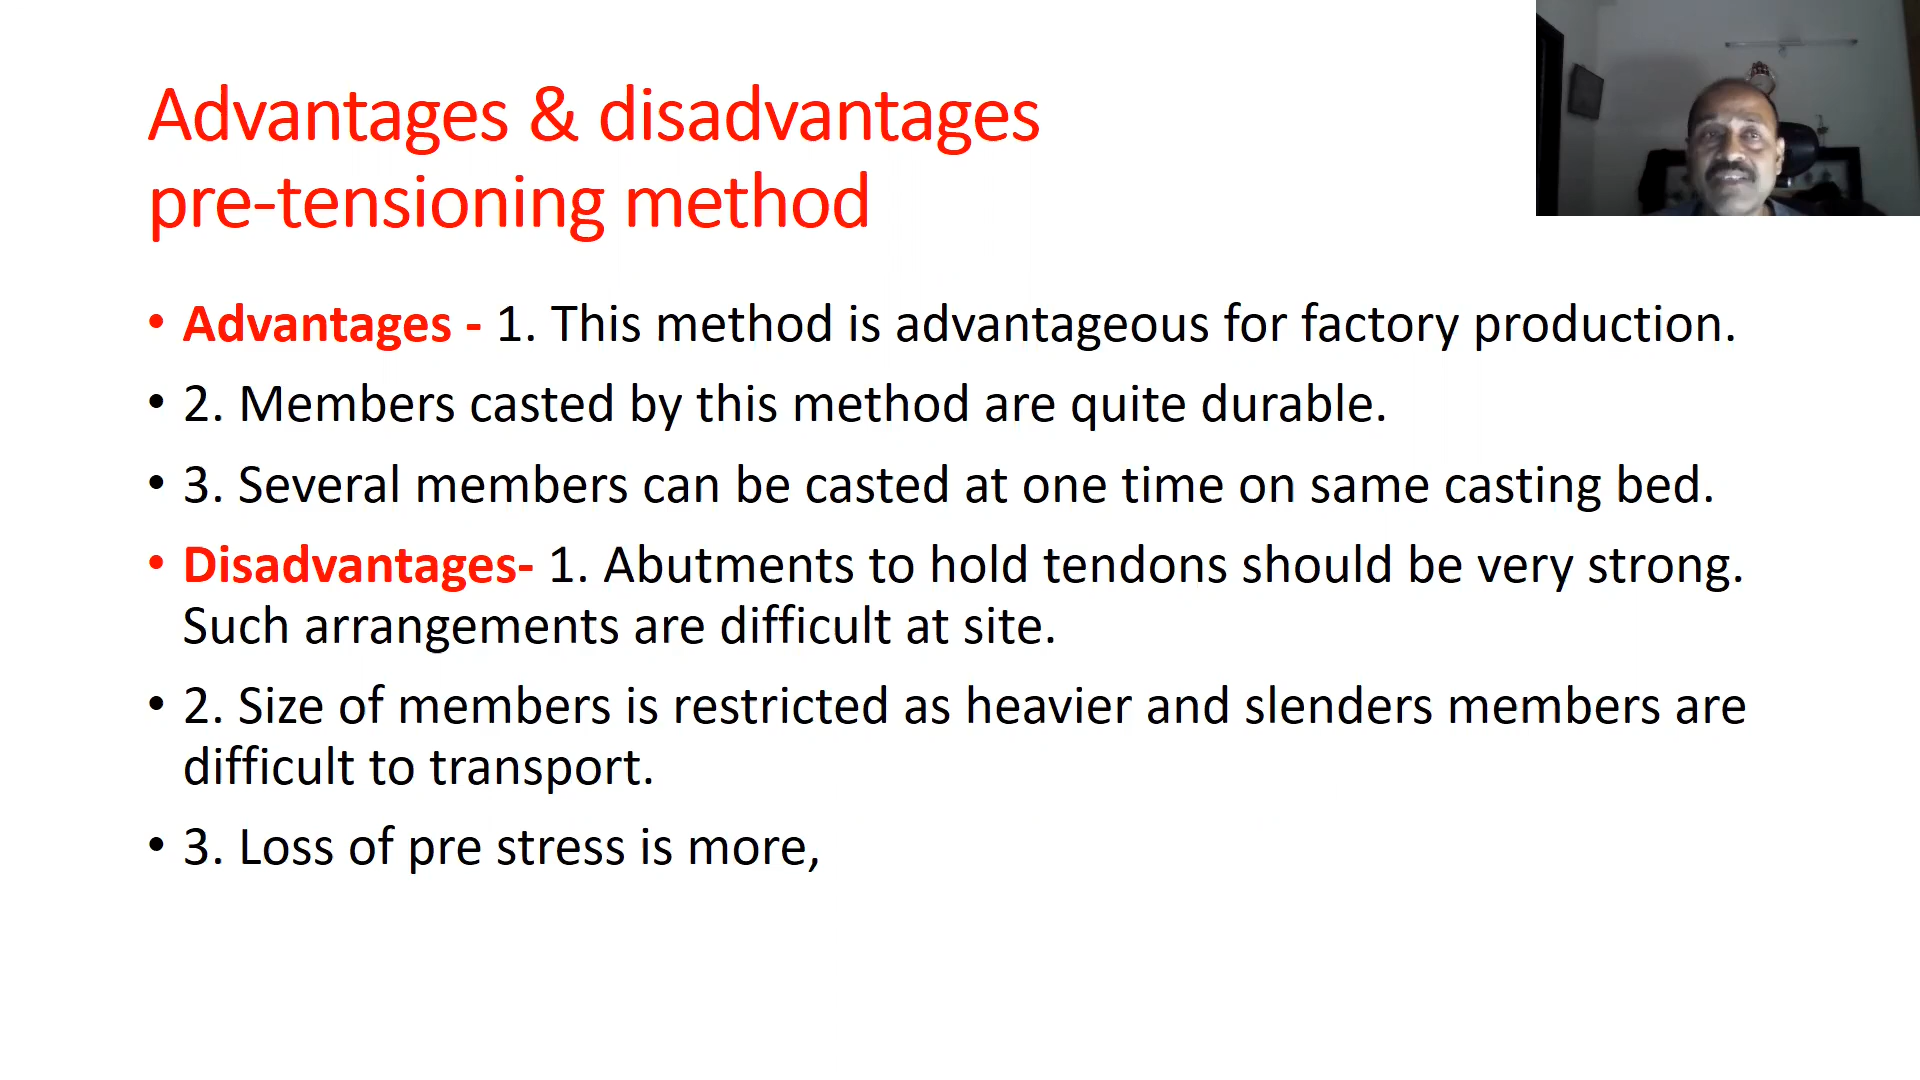 Advantages & disadvantages
pre-tensioning method
• Advantages - 1. This method is advantageous for factory production.
• 2. Members casted by this method are quite durable.
• 3. Several members can be casted at one time on same casting bed.
• Disadvantages- 1. Abutments to hold tendons should be very strong.
Such arrangements are difficult at site.
• 2. Size of members is restricted as heavier and slenders members are
difficult to transport.
• 3. Loss of pre stress is more,